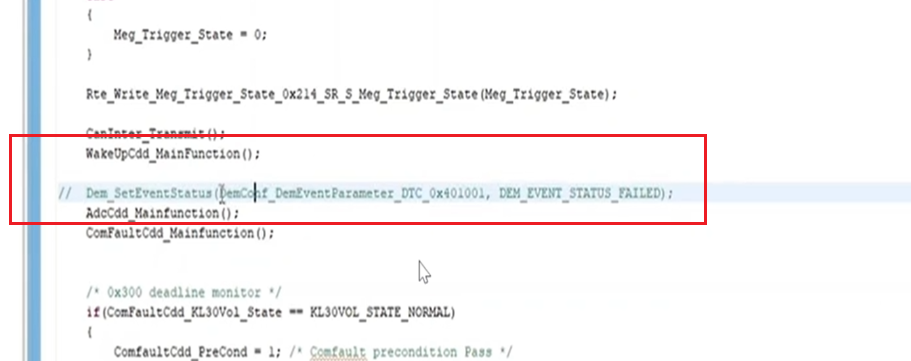 {
Meg_Trigger_State = 0;
}
Rte_Write_Meg_Trigger_State_0x214_SR_S_Meg_Trigger_State(Meg_Trigger_State);
CanInter_Transmit();
WakeUpCdd_MainFunction();
// Dem_SetEventStatus(DemConf_DemEventParameter_DTC_0x401001, DEM_EVENT_STATUS_FAILED);
AdcCdd_Mainfunction();
ComFaultCdd_Mainfunction();
/* 0x300 deadline monitor */
if(ComFaultCdd_KL30Vol_State == KL30VOL_STATE_NORMAL)
{
ComfaultCdd_PreCond = 1; /* Comfault precondition Pass */